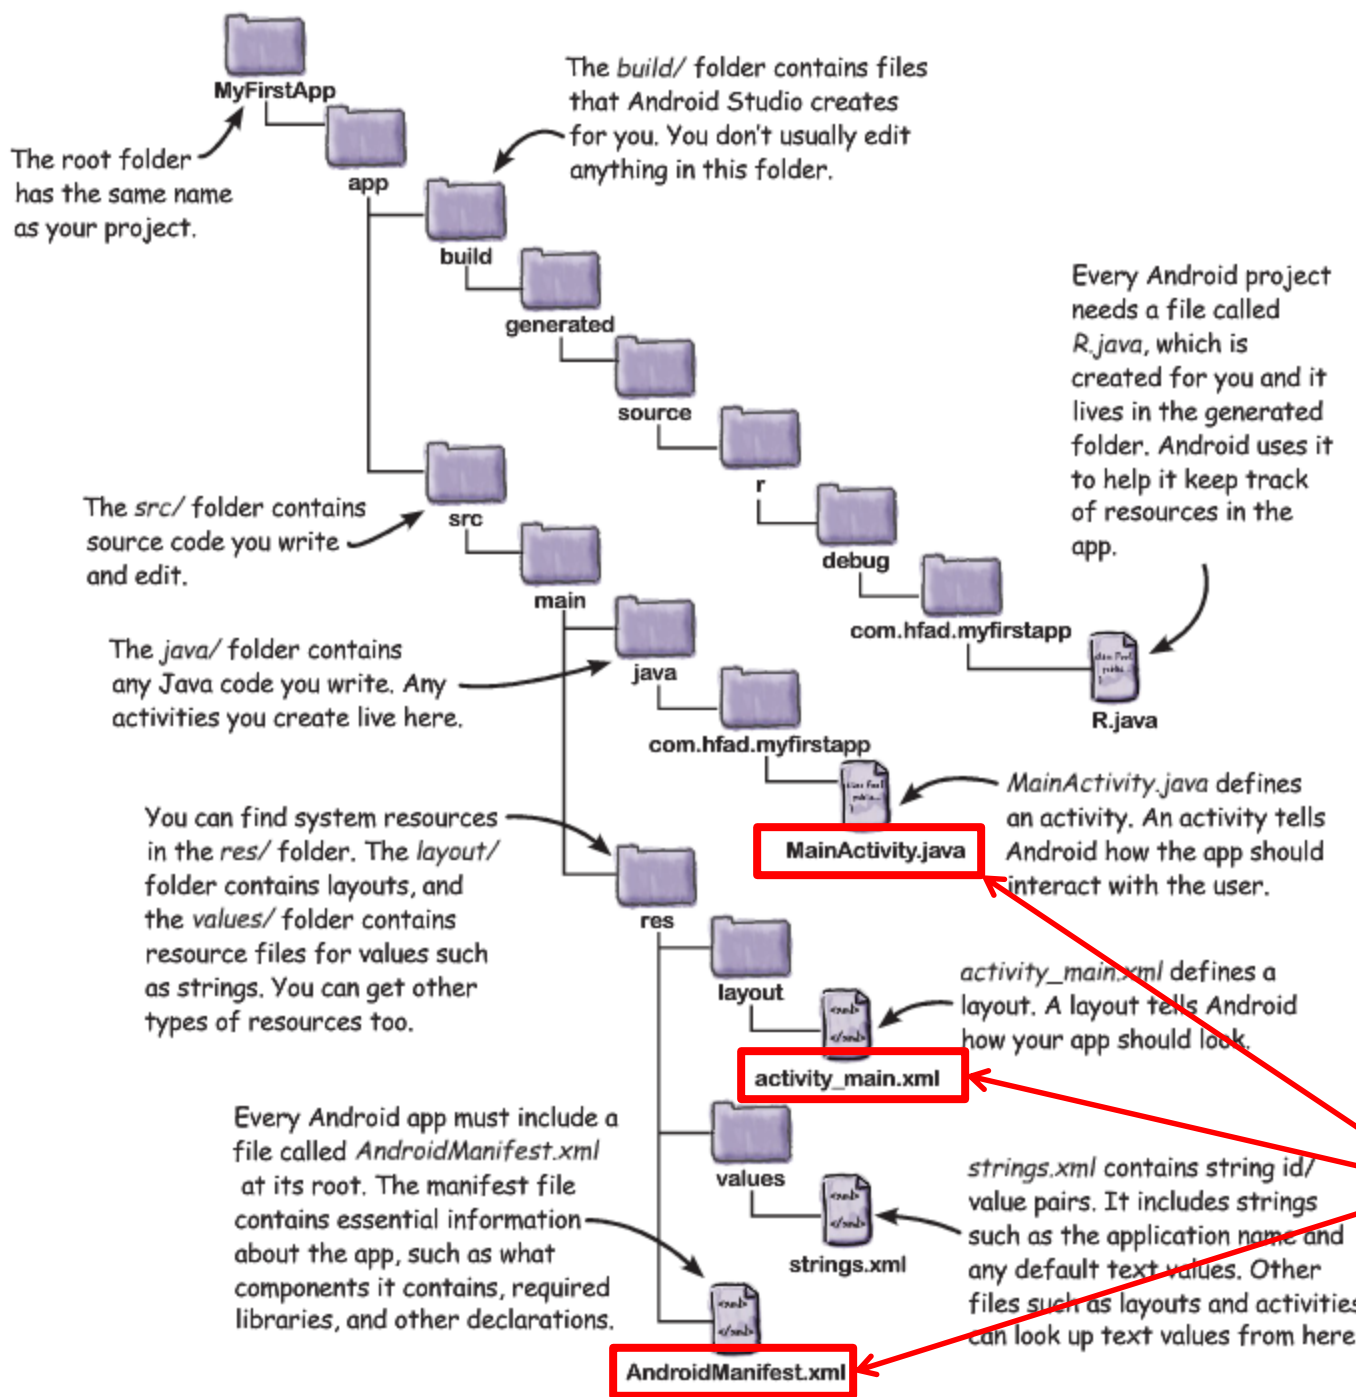 MyFirstApp
The root folder
has the same name
as your project.
app
The build/ folder contains files
that Android Studio creates
for you. You don't usually edit
anything in this folder.
build
generated
source
r
debug
com.hfad.myfirstapp
R.java
Every Android project
needs a file called
R.java, which is
created for you and it
lives in the generated
folder. Android uses it
to help it keep track
of resources in the
app.
The src/ folder contains
source code you write
and edit.
src
main
The java/ folder contains
any Java code you write. Any
activities you create live here.
java
com.hfad.myfirstapp
MainActivity.java
MainActivity.java defines
an activity. An activity tells
Android how the app should
interact with the user.
You can find system resources
in the res/ folder. The layout/
folder contains layouts, and
the values/ folder contains
resource files for values such
as strings. You can get other
types of resources too.
res
layout
<xml>
</xml>
activity_main.xml
activity_main.xml defines a
layout. A layout tells Android
how your app should look.
values
<xml>
</xml>
strings.xml
strings.xml contains string id/
value pairs. It includes strings
such as the application name and
any default text values. Other
files such as layouts and activities
can look up text values from here
Every Android app must include a
file called AndroidManifest.xml
at its root. The manifest file
contains essential information
about the app, such as what
components it contains, required
libraries, and other declarations.
<xml>
</xml>
AndroidManifest.xml